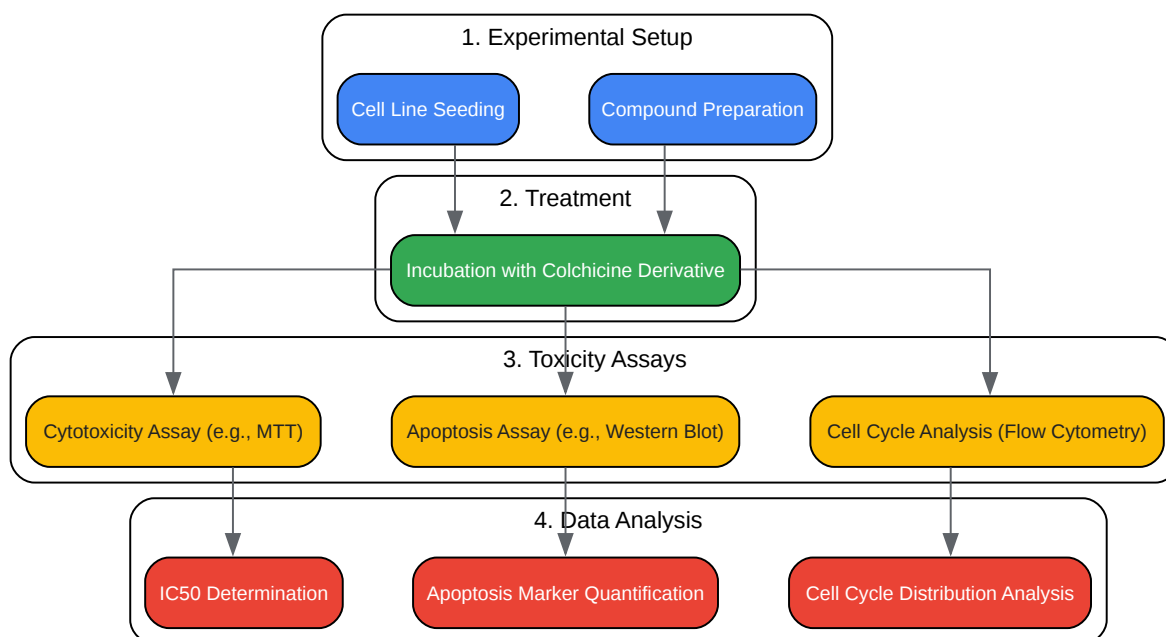 1. Experimental Setup
Cell Line Seeding
Compound Preparation
2. Treatment
Incubation with Colchicine Derivative
3. Toxicity Assays
Cytotoxicity Assay (e.g., MTT)
Apoptosis Assay (e.g., Western Blot)
Cell Cycle Analysis (Flow Cytometry)
4. Data Analysis
IC50 Determination
Apoptosis Marker Quantification
Cell Cycle Distribution Analysis